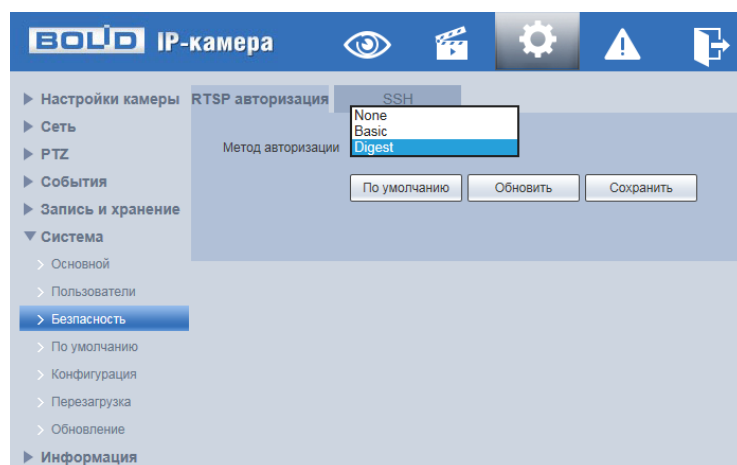 BOLID IP-камера
Настройки камеры
Сеть
PTZ
События
Запись и хранение
Система
Основной
Пользователи
Безпасность
По умолчанию
Конфигурация
Перезагрузка
Обновление
Информация
RTSP авторизация SSH
Метод авторизации
None
Basic
Digest
По умолчанию Обновить Сохранить